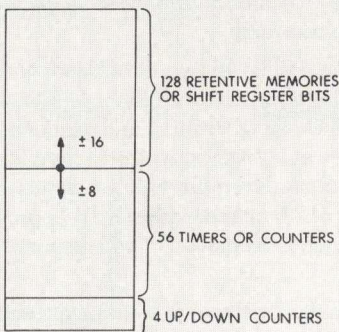 128 RETENTIVE MEMORIES
OR SHIFT REGISTER BITS
± 16
± 8
56 TIMERS OR COUNTERS
4 UP/DOWN COUNTERS